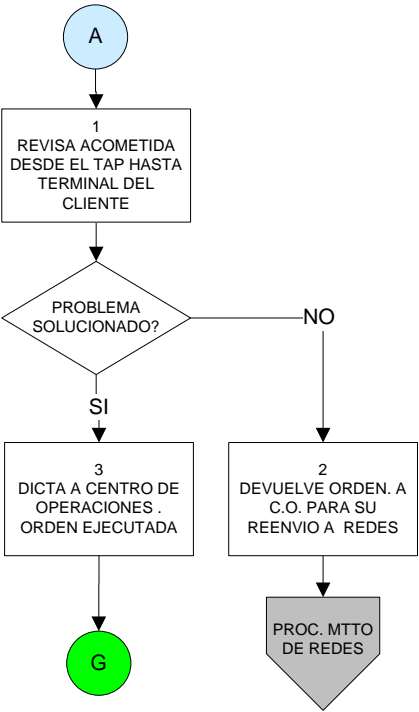 A
1
REVISA ACOMETIDA
DESDE EL TAP HASTA
TERMINAL DEL
CLIENTE
PROBLEMA
SOLUCIONADO?
NO
SI
3
DICTA A CENTRO DE
OPERACIONES .
ORDEN EJECUTADA
2
DEVUELVE ORDEN. A
C.O. PARA SU
REENVIO A  REDES
G
PROC. MTTO
DE REDES